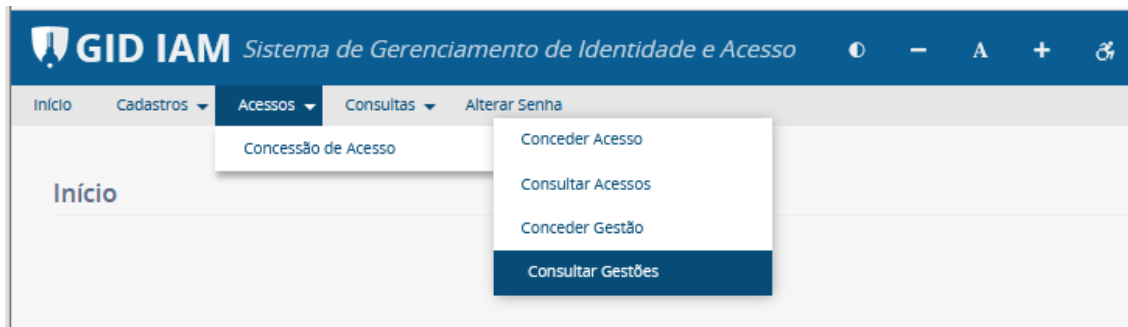 GID IAM Sistema de Gerenciamento de Identidade e Acesso - A +
Início Cadastros Acessos Consultas Alterar Senha
Concessão de Acesso
Conceder Acesso
Consultar Acessos
Conceder Gestão
Consultar Gestões
Início